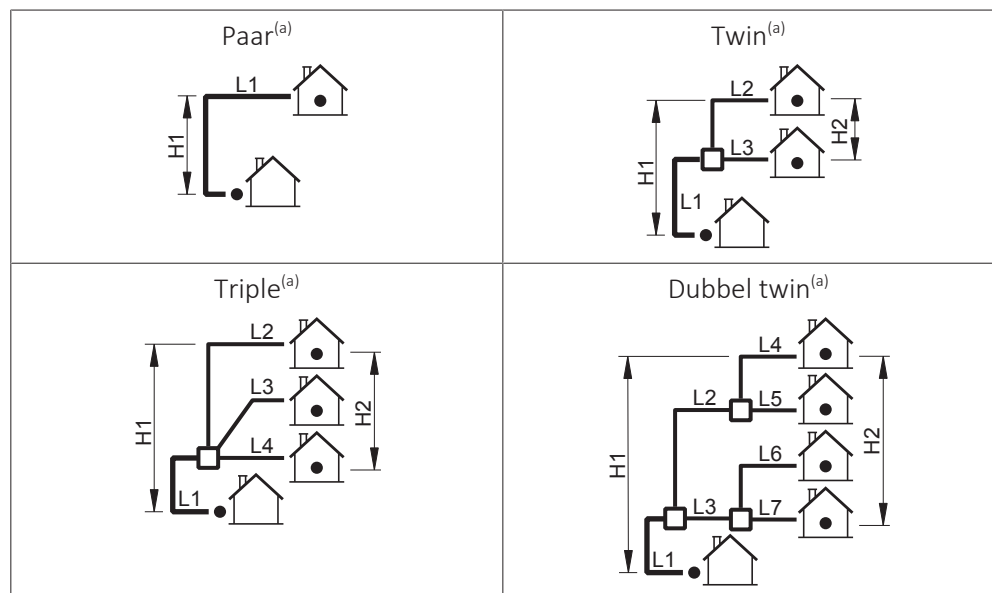 Paar(a)
L1
H1
Twin(a)
L2
H2
L3
H1
L1
Triple(a)
L2
L3
H2
H1
L4
L1
Dubbel twin(a)
L4
L2
L5
H2
H1
L6
L3
L7
L1